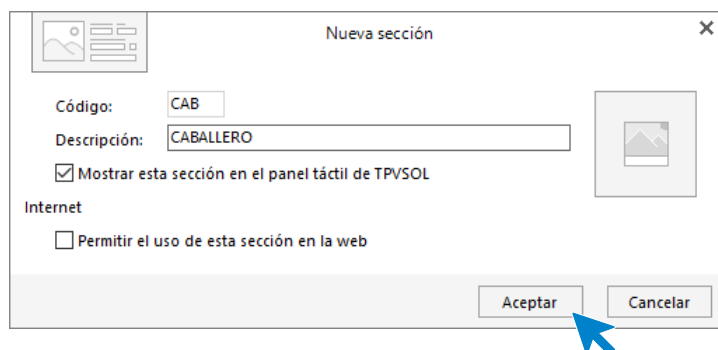 Nueva sección
Código: CAB
Descripción: CABALLERO
Mostrar esta sección en el panel táctil de TPVSOL
Internet
Permitir el uso de esta sección en la web
Aceptar Cancelar